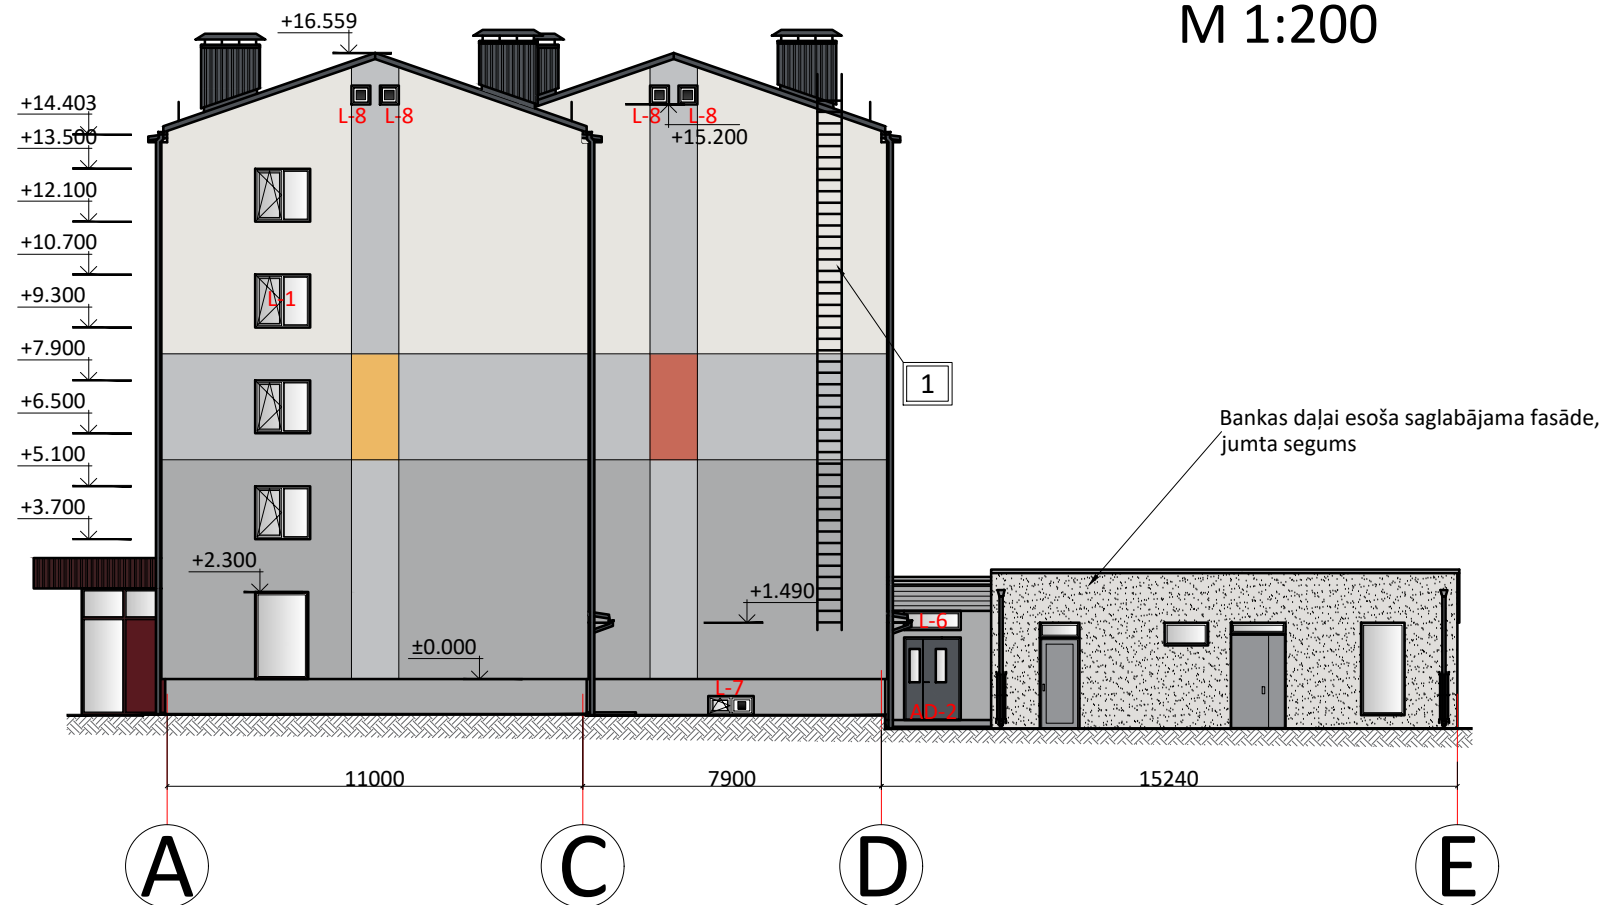 M 1:200
+16.559
+14.403
+13.500
+12.100
+10.700
+9.300
+7.900
+6.500
+5.100
+3.700
L-8 L-8
L-8 L-8
+15.200
L-1
1
Bankas daļai esoša saglabājama fasāde,
jumta segums
+2.300
+1.490
±0.000
L-6
L-7
AD-2
11000
7900
15240
A
C
D
E